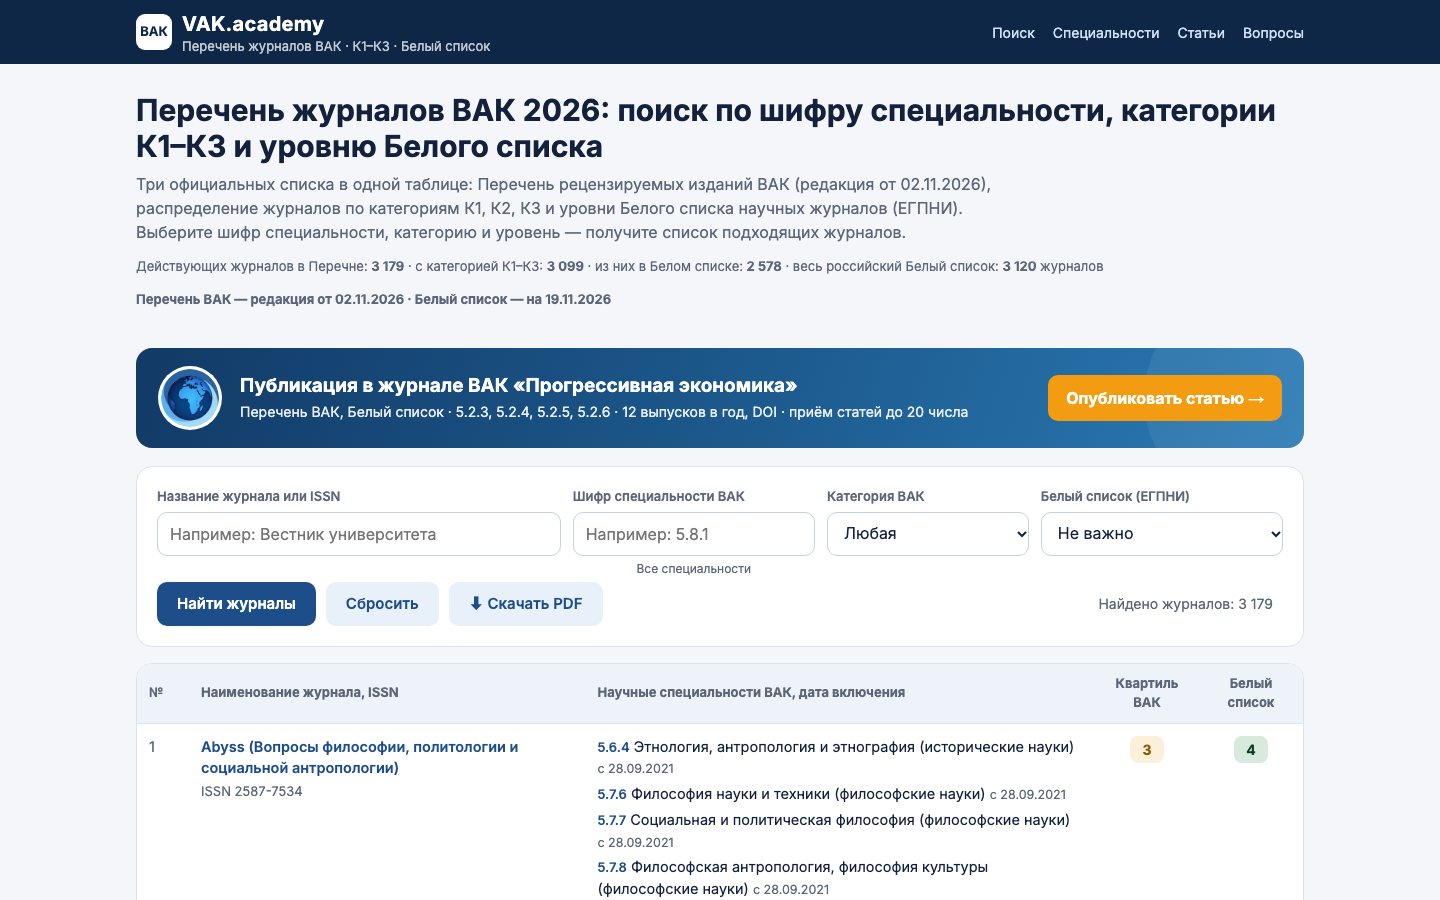 ВАК
VAK.academy
Перечень журналов ВАК · К1–К3 · Белый список
Поиск
Специальности
Статьи
Вопросы
Перечень журналов ВАК 2026: поиск по шифру специальности, категории
К1–К3 и уровню Белого списка
Три официальных списка в одной таблице: Перечень рецензируемых изданий ВАК (редакция от 02.11.2026),
распределение журналов по категориям К1, К2, К3 и уровни Белого списка научных журналов (ЕГПНИ).
Выберите шифр специальности, категорию и уровень — получите список подходящих журналов.
Действующих журналов в Перечне: 3 179 · с категорией К1–К3: 3 099 · из них в Белом списке: 2 578 · весь российский Белый список: 3 120 журналов
Перечень ВАК — редакция от 02.11.2026 · Белый список — на 19.11.2026
Публикация в журнале ВАК «Прогрессивная экономика»
Перечень ВАК, Белый список · 5.2.3, 5.2.4, 5.2.5, 5.2.6 · 12 выпусков в год, DOI · приём статей до 20 числа
Опубликовать статью →
Название журнала или ISSN
Шифр специальности ВАК
Категория ВАК
Белый список (ЕГПНИ)
Например: Вестник университета
Например: 5.8.1
Любая
Не важно
Все специальности
Найти журналы
Сбросить
⬇ Скачать PDF
Найдено журналов: 3 179
№
Наименование журнала, ISSN
Научные специальности ВАК, дата включения
Квартиль
ВАК
Белый
список
1
Abyss (Вопросы философии, политологии и
социальной антропологии)
ISSN 2587-7534
5.6.4 Этнология, антропология и этнография (исторические науки)
с 28.09.2021
5.7.6 Философия науки и техники (философские науки) с 28.09.2021
5.7.7 Социальная и политическая философия (философские науки)
с 28.09.2021
5.7.8 Философская антропология, философия культуры
(философские науки) с 28.09.2021
3
4